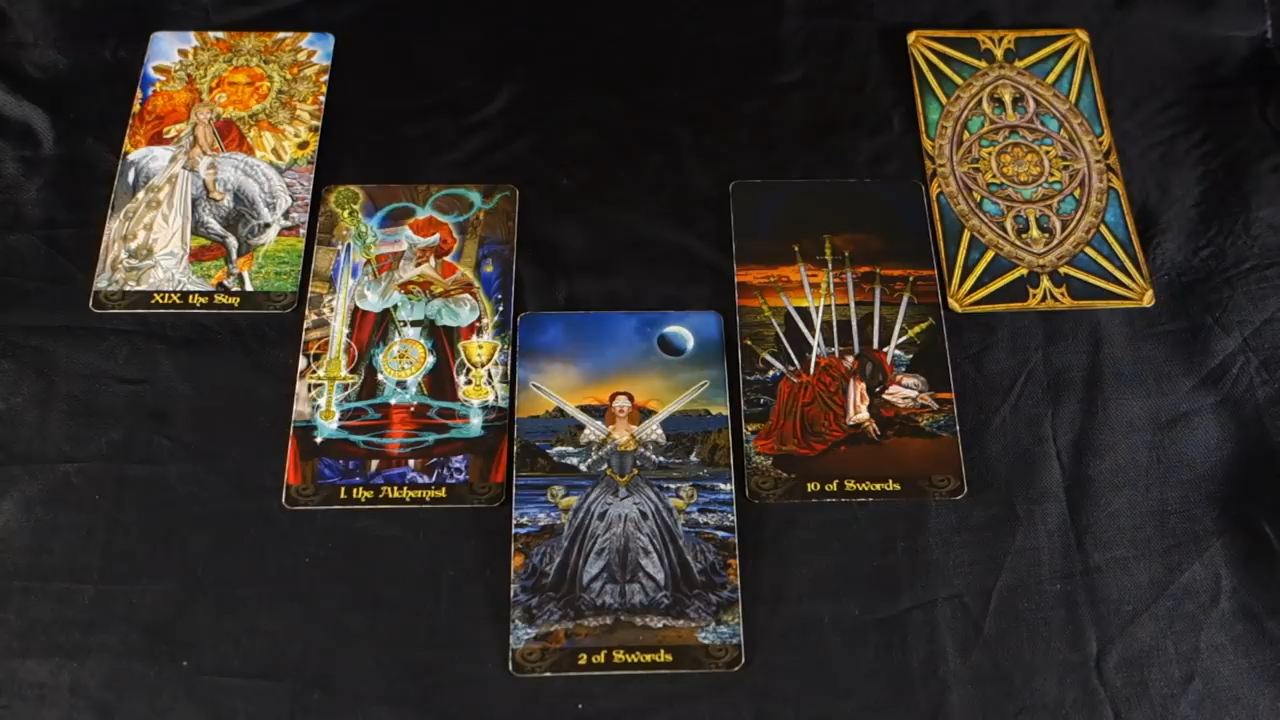 XIX. the Sun
I. the Alchemist
2 of Swords
10 of Swords